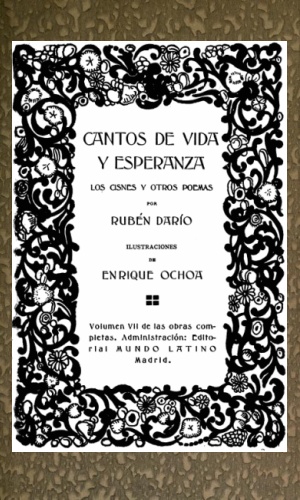 CANTOS DE VIDA
Y ESPERANZA
LOS CISNES Y OTROS POEMAS
POR
RUBÉN DARÍO
ILUSTRACIONES
DE
ENRIQUE OCHOA
Volumen VII de las obras com-
pletas. Administración: Edito-
rial MUNDO LATINO
Madrid.